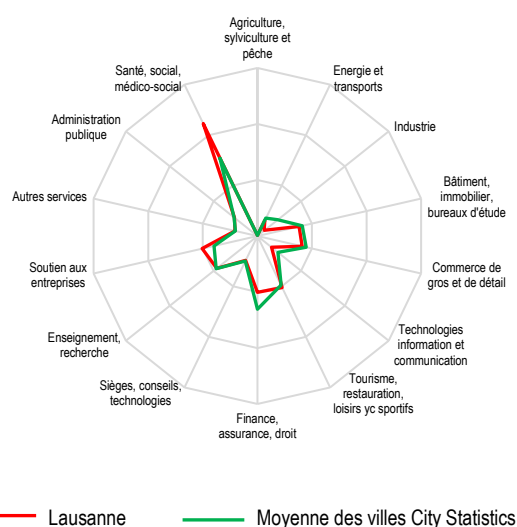 Agriculture,
sylviculture et
pêche
Energie et
transports
Industrie
Bâtiment,
immobilier,
bureaux d'étude
Commerce de
gros et de détail
Technologies
information et
communication
Tourisme,
restauration,
loisirs yc sportifs
Finance,
assurance, droit
Sièges, conseils,
technologies
Enseignement,
recherche
Soutien aux
entreprises
Autres services
Administration
publique
Santé, social,
médico-social
Lausanne
Moyenne des villes City Statistics